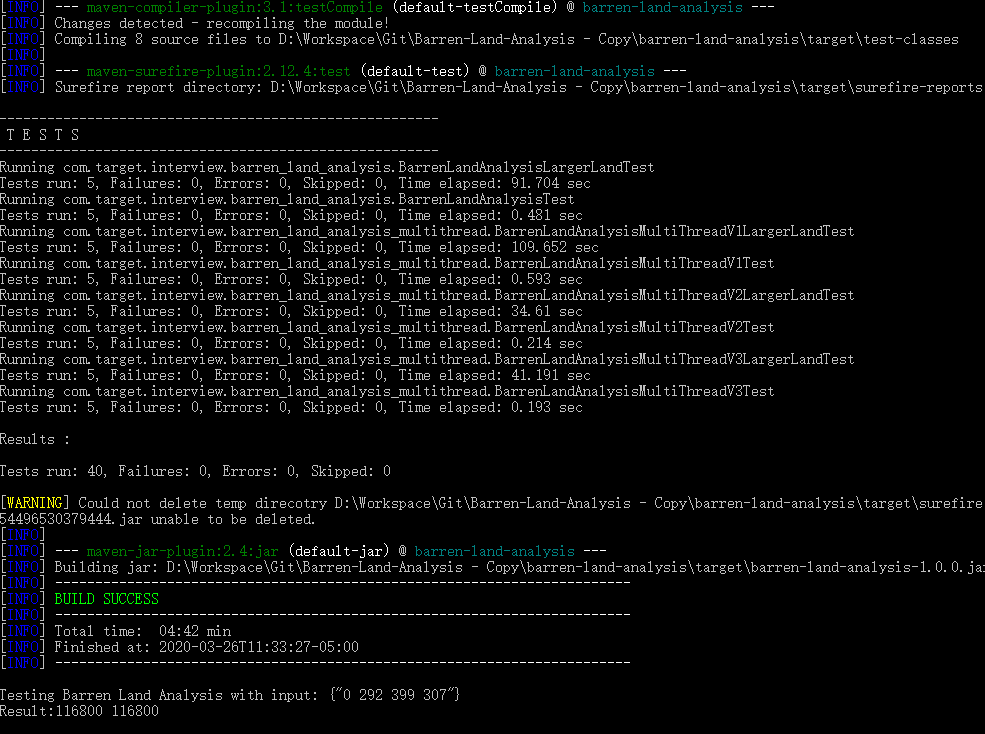 [INFO] --- maven-compiler-plugin:3.1:testCompile (default-testCompile) @ barren-land-analysis ---
[INFO] Changes detected - recompiling the module!
[INFO] Compiling 8 source files to D:\Workspace\Git\Barren-Land-Analysis - Copy\barren-land-analysis\target\test-classes
[INFO]
[INFO] --- maven-surefire-plugin:2.12.4:test (default-test) @ barren-land-analysis ---
[INFO] Surefire report directory: D:\Workspace\Git\Barren-Land-Analysis - Copy\barren-land-analysis\target\surefire-reports
-------------------------------------------------------
T E S T S
-------------------------------------------------------
Running com.target.interview.barren_land_analysis.BarrenLandAnalysisLargerLandTest
Tests run: 5, Failures: 0, Errors: 0, Skipped: 0, Time elapsed: 91.704 sec
Running com.target.interview.barren_land_analysis.BarrenLandAnalysisTest
Tests run: 5, Failures: 0, Errors: 0, Skipped: 0, Time elapsed: 0.481 sec
Running com.target.interview.barren_land_analysis_multithread.BarrenLandAnalysisMultiThreadV1LargerLandTest
Tests run: 5, Failures: 0, Errors: 0, Skipped: 0, Time elapsed: 109.652 sec
Running com.target.interview.barren_land_analysis_multithread.BarrenLandAnalysisMultiThreadV1Test
Tests run: 5, Failures: 0, Errors: 0, Skipped: 0, Time elapsed: 0.593 sec
Running com.target.interview.barren_land_analysis_multithread.BarrenLandAnalysisMultiThreadV2LargerLandTest
Tests run: 5, Failures: 0, Errors: 0, Skipped: 0, Time elapsed: 34.61 sec
Running com.target.interview.barren_land_analysis_multithread.BarrenLandAnalysisMultiThreadV2Test
Tests run: 5, Failures: 0, Errors: 0, Skipped: 0, Time elapsed: 0.214 sec
Running com.target.interview.barren_land_analysis_multithread.BarrenLandAnalysisMultiThreadV3LargerLandTest
Tests run: 5, Failures: 0, Errors: 0, Skipped: 0, Time elapsed: 41.191 sec
Running com.target.interview.barren_land_analysis_multithread.BarrenLandAnalysisMultiThreadV3Test
Tests run: 5, Failures: 0, Errors: 0, Skipped: 0, Time elapsed: 0.193 sec
Results :
Tests run: 40, Failures: 0, Errors: 0, Skipped: 0
[WARNING] Could not delete temp direcotry D:\Workspace\Git\Barren-Land-Analysis - Copy\barren-land-analysis\target\surefire
54496530379444.jar unable to be deleted.
[INFO]
[INFO] --- maven-jar-plugin:2.4:jar (default-jar) @ barren-land-analysis ---
[INFO] Building jar: D:\Workspace\Git\Barren-Land-Analysis - Copy\barren-land-analysis\target\barren-land-analysis-1.0.0.ja
[INFO] ------------------------------------------------------------------------
[INFO] BUILD SUCCESS
[INFO] ------------------------------------------------------------------------
[INFO] Total time:  04:42 min
[INFO] Finished at: 2020-03-26T11:33:27-05:00
[INFO] ------------------------------------------------------------------------
Testing Barren Land Analysis with input: {"0 292 399 307"}
Result:116800 116800